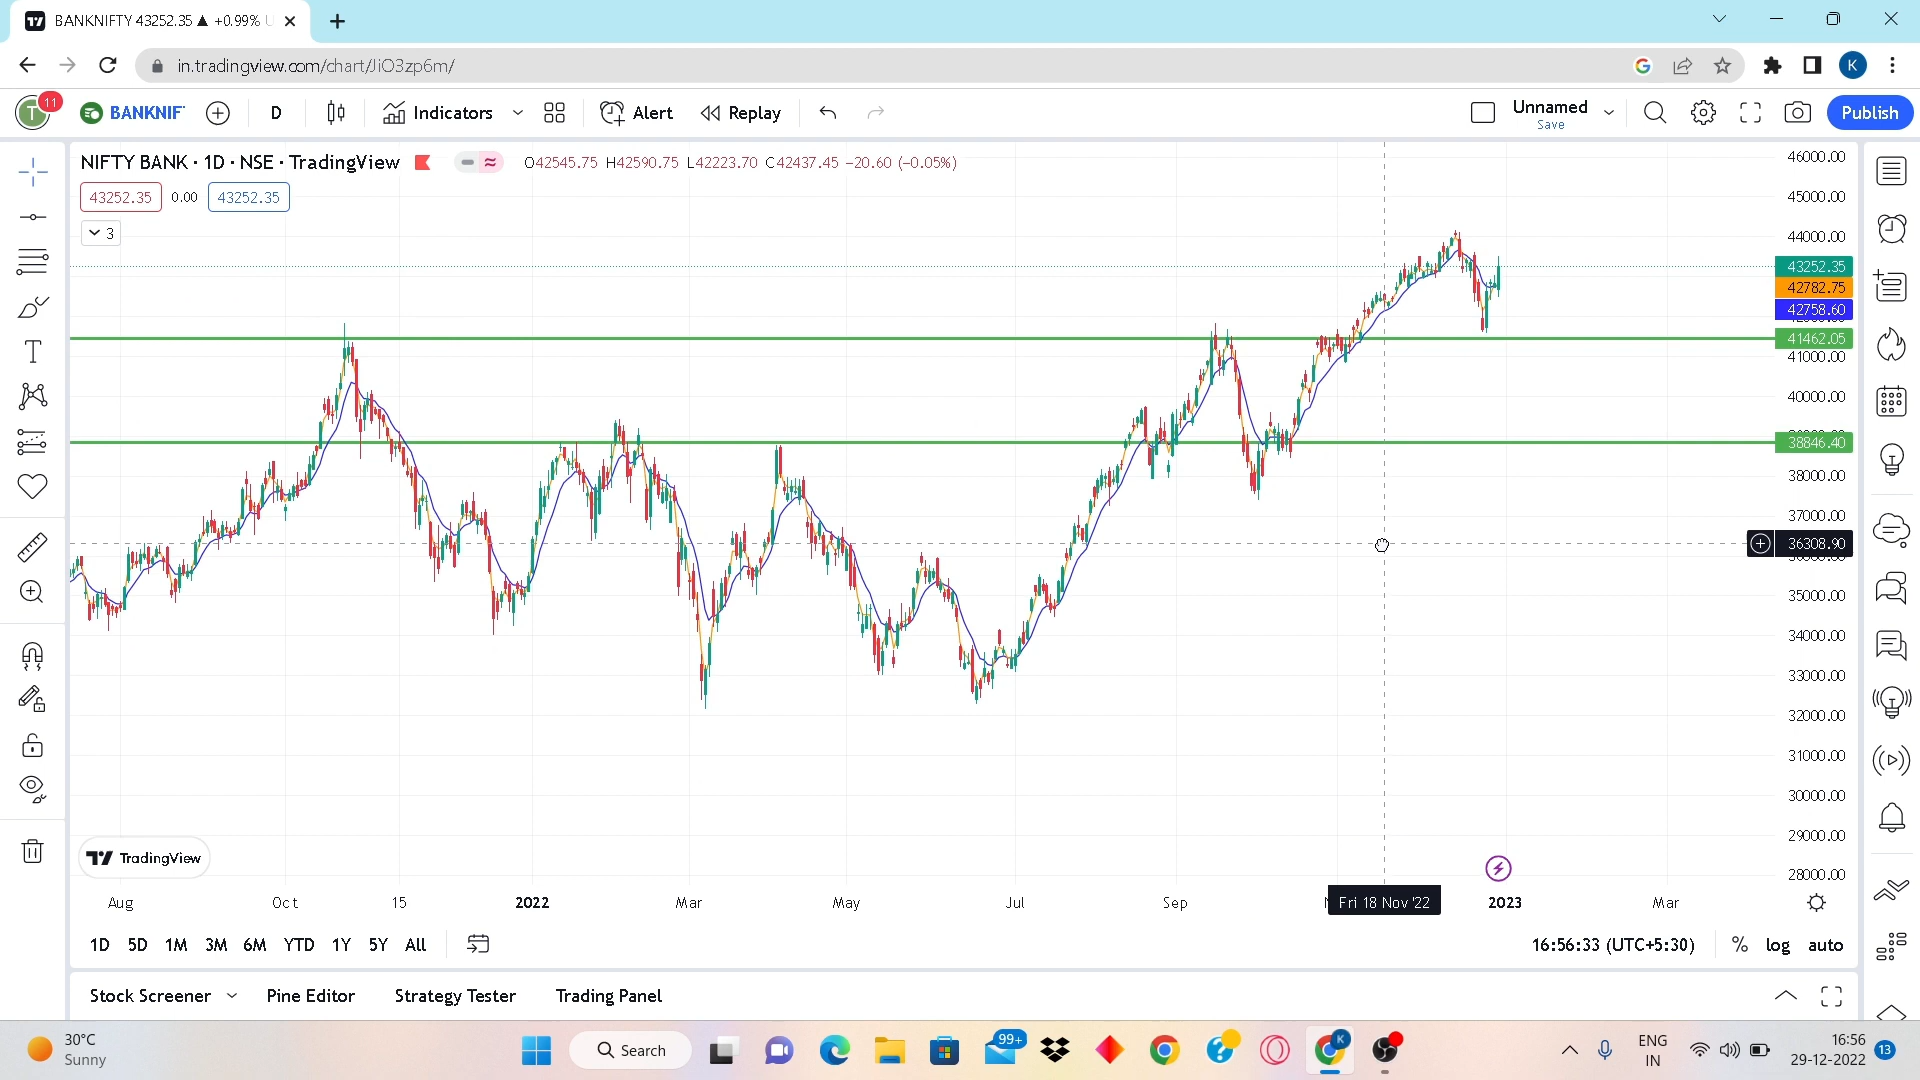 BANKNIFTY 43252.35 ▲ +0.99% U
in.tradingview.com/chart/JiO3zp6m/
K
T 11 BANKNIF D Indicators Alert Replay Unnamed Save Publish
NIFTY BANK · 1D · NSE · TradingView O42545.75 H42590.75 L42223.70 C42437.45 −20.60 (−0.05%)
43252.35 0.00 43252.35
3
46000.00
45000.00
44000.00
43252.35
42782.75
42758.60
41462.05
41000.00
40000.00
38846.40
38000.00
37000.00
36308.90
35000.00
34000.00
33000.00
32000.00
31000.00
30000.00
29000.00
28000.00
TradingView
Aug Oct 15 2022 Mar May Jul Sep Fri 18 Nov '22 2023 Mar
1D 5D 1M 3M 6M YTD 1Y 5Y All 16:56:33 (UTC+5:30) % log auto
Stock Screener Pine Editor Strategy Tester Trading Panel
30°C
Sunny
Search
99+
K
ENG
IN
16:56
29-12-2022
13